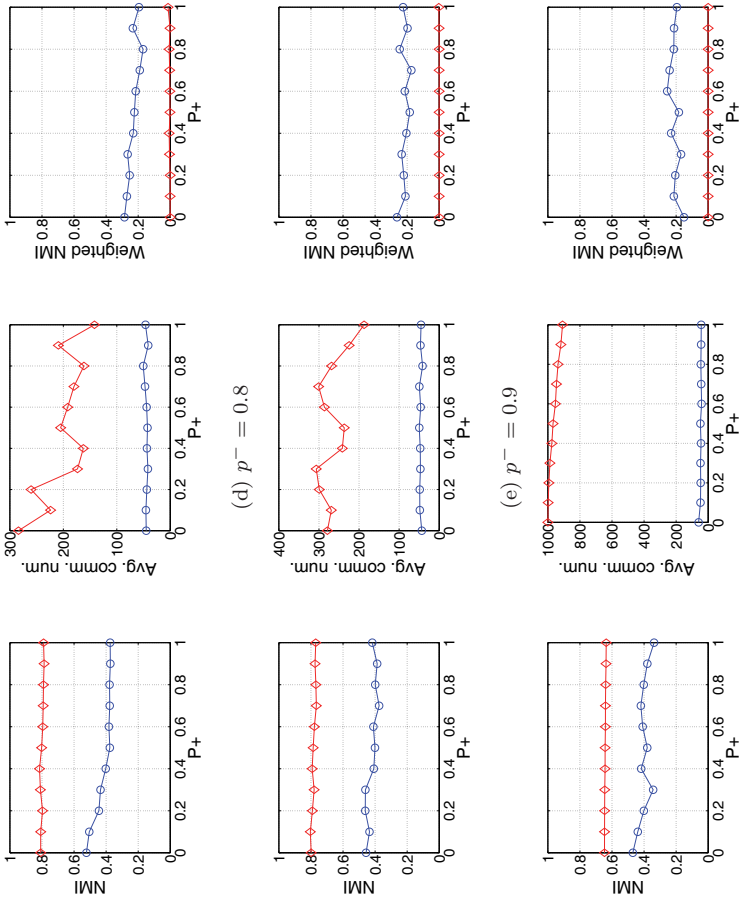 1 0.8 0.6 0.4 0.2 0
0 0.2 0.4 0.6 0.8 1
P+
Weighted NMI
1 0.8 0.6 0.4 0.2 0
0 0.2 0.4 0.6 0.8 1
P+
Weighted NMI
1 0.8 0.6 0.4 0.2 0
0 0.2 0.4 0.6 0.8 1
P+
Weighted NMI
300 200 100 0
0 0.2 0.4 0.6 0.8 1
P+
Avg. comm. num.
(d) p⁻ = 0.8
400 300 200 100 0
0 0.2 0.4 0.6 0.8 1
P+
Avg. comm. num.
(e) p⁻ = 0.9
1000 800 600 400 200 0
0 0.2 0.4 0.6 0.8 1
P+
Avg. comm. num.
1 0.8 0.6 0.4 0.2 0
0 0.2 0.4 0.6 0.8 1
P+
NMI
1 0.8 0.6 0.4 0.2 0
0 0.2 0.4 0.6 0.8 1
P+
NMI
1 0.8 0.6 0.4 0.2 0
0 0.2 0.4 0.6 0.8 1
P+
NMI